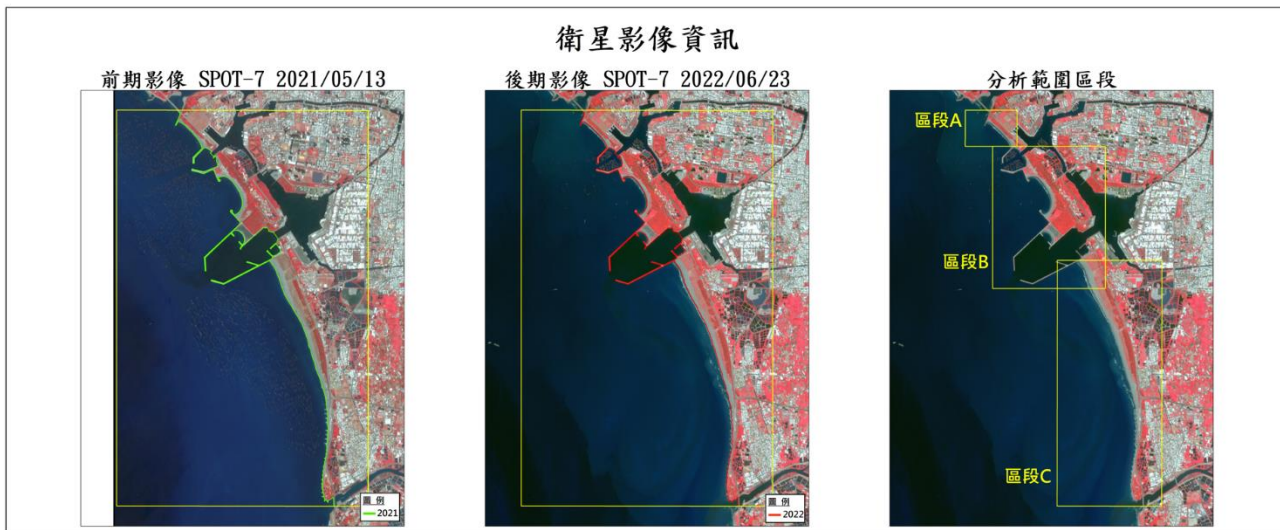 衛星影像資訊
前期影像 SPOT-7 2021/05/13
後期影像 SPOT-7 2022/06/23
分析範圍區段
區段A
區段B
區段C
圖 例
2021
圖 例
2022